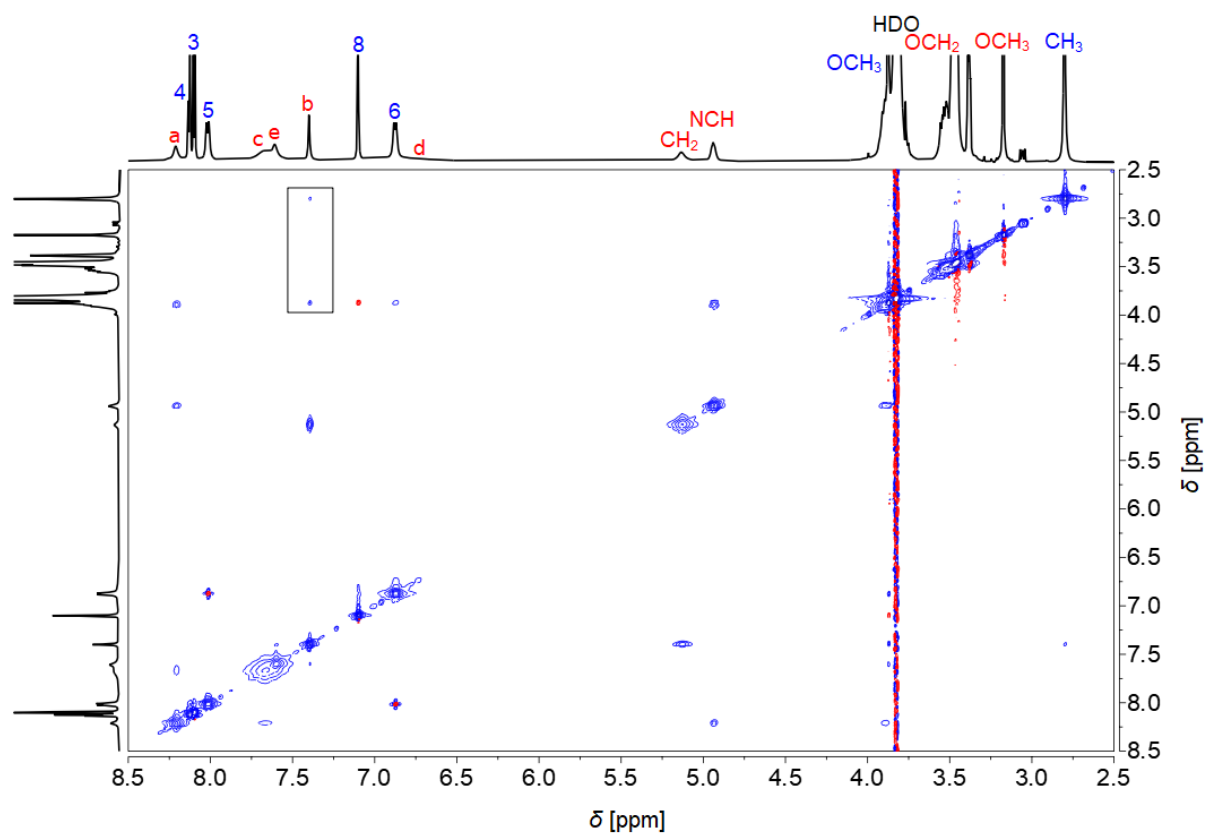 HDO
3 8 OCH₂ OCH₃ CH₃
OCH₃
4 5 b 6 NCH
a c e d CH₂
2.5
3.0
3.5
4.0
4.5
5.0
5.5
6.0
6.5
7.0
7.5
8.0
8.5
δ [ppm]
8.5 8.0 7.5 7.0 6.5 6.0 5.5 5.0 4.5 4.0 3.5 3.0 2.5
δ [ppm]